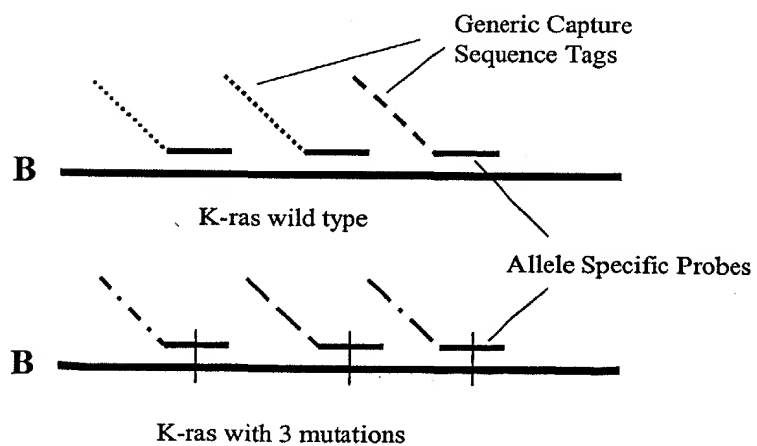 Generic Capture
Sequence Tags
B
K-ras wild type
Allele Specific Probes
B
K-ras with 3 mutations